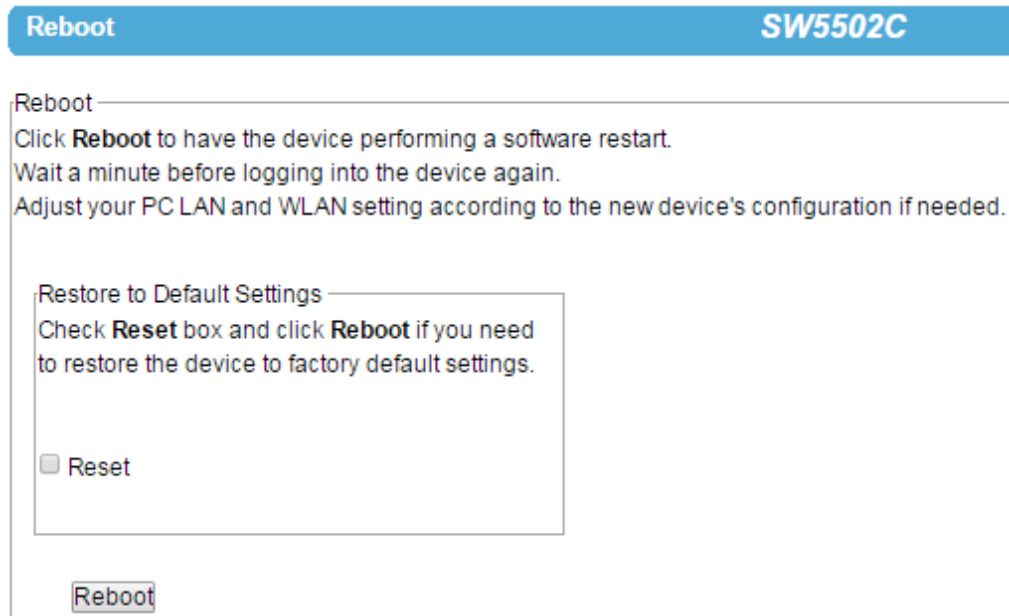 Reboot SW5502C
Reboot
Click Reboot to have the device performing a software restart.
Wait a minute before logging into the device again.
Adjust your PC LAN and WLAN setting according to the new device's configuration if needed.
Restore to Default Settings
Check Reset box and click Reboot if you need
to restore the device to factory default settings.
Reset
Reboot